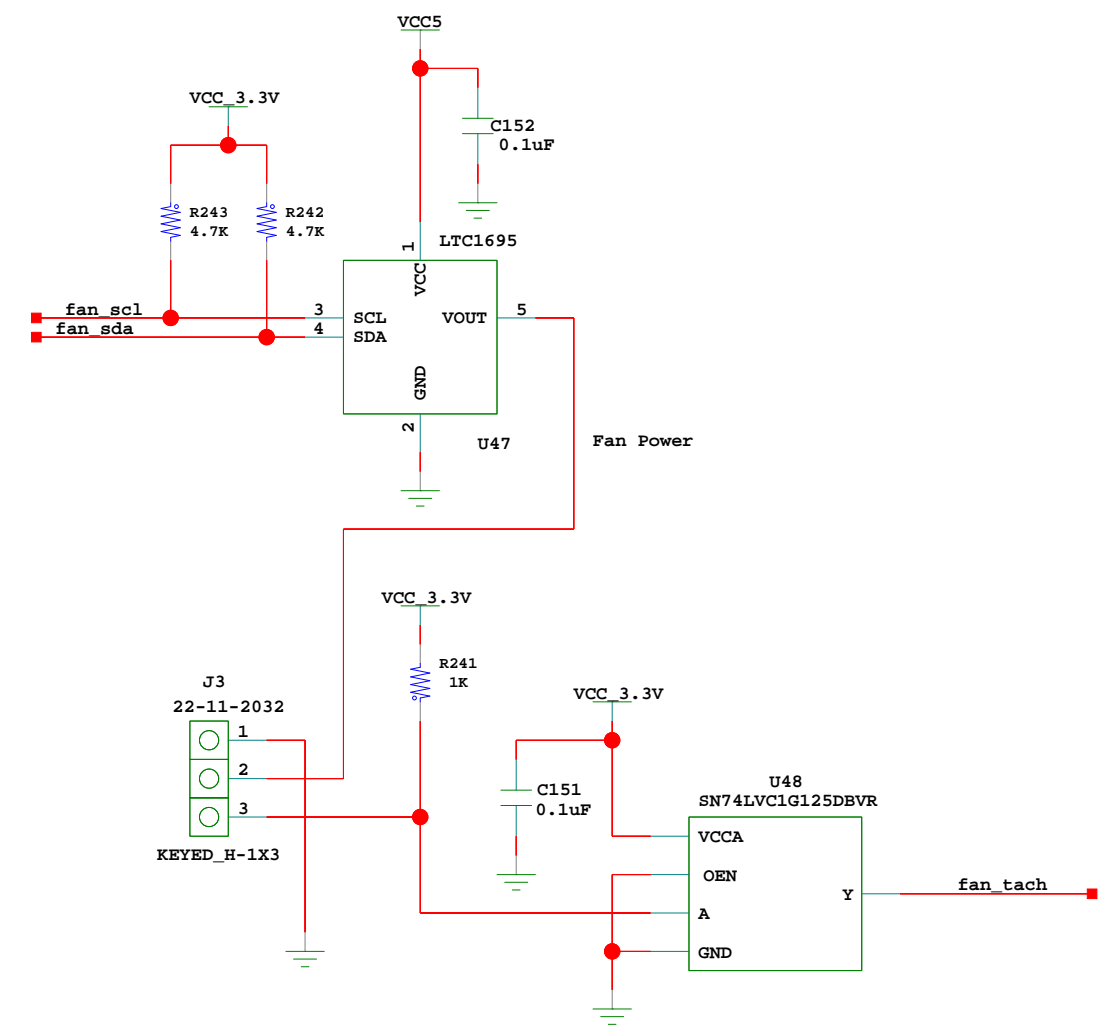 VCC5
VCC_3.3V
C152
0.1uF
R243
4.7K
R242
4.7K
LTC1695
1
VCC
fan_scl
3
SCL
VOUT
5
fan_sda
4
SDA
GND
2
U47
Fan Power
VCC_3.3V
R241
1K
J3
22-11-2032
VCC_3.3V
1
2
3
C151
0.1uF
U48
SN74LVC1G125DBVR
VCCA
KEYED_H-1X3
OEN
fan_tach
Y
A
GND